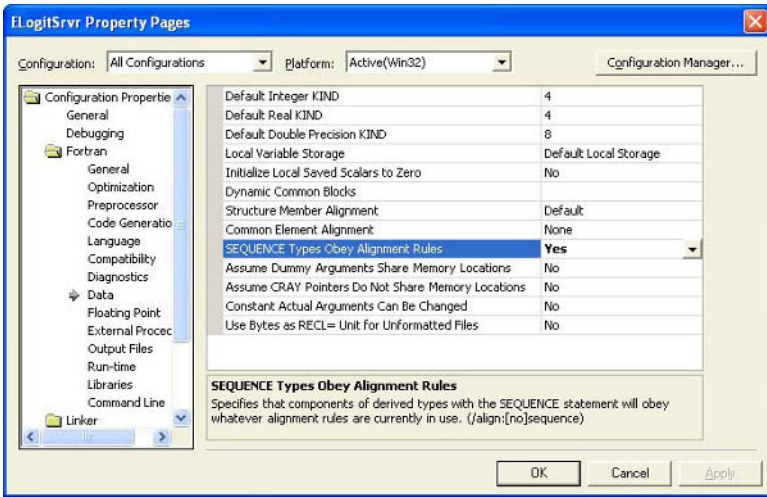 ELogitSrvr Property Pages
Configuration: All Configurations Platform: Active(Win32) Configuration Manager...
Configuration Propertie
General
Debugging
Fortran
General
Optimization
Preprocessor
Code Generatio
Language
Compatibility
Diagnostics
Data
Floating Point
External Proced
Output Files
Run-time
Libraries
Command Line
Linker
Default Integer KIND 4
Default Real KIND 4
Default Double Precision KIND 8
Local Variable Storage Default Local Storage
Initialize Local Saved Scalars to Zero No
Dynamic Common Blocks
Structure Member Alignment Default
Common Element Alignment None
SEQUENCE Types Obey Alignment Rules Yes
Assume Dummy Arguments Share Memory Locations No
Assume CRAY Pointers Do Not Share Memory Locations No
Constant Actual Arguments Can Be Changed No
Use Bytes as RECL= Unit for Unformatted Files No
SEQUENCE Types Obey Alignment Rules
Specifies that components of derived types with the SEQUENCE statement will obey
whatever alignment rules are currently in use. (/align:[no]sequence)
OK Cancel Apply